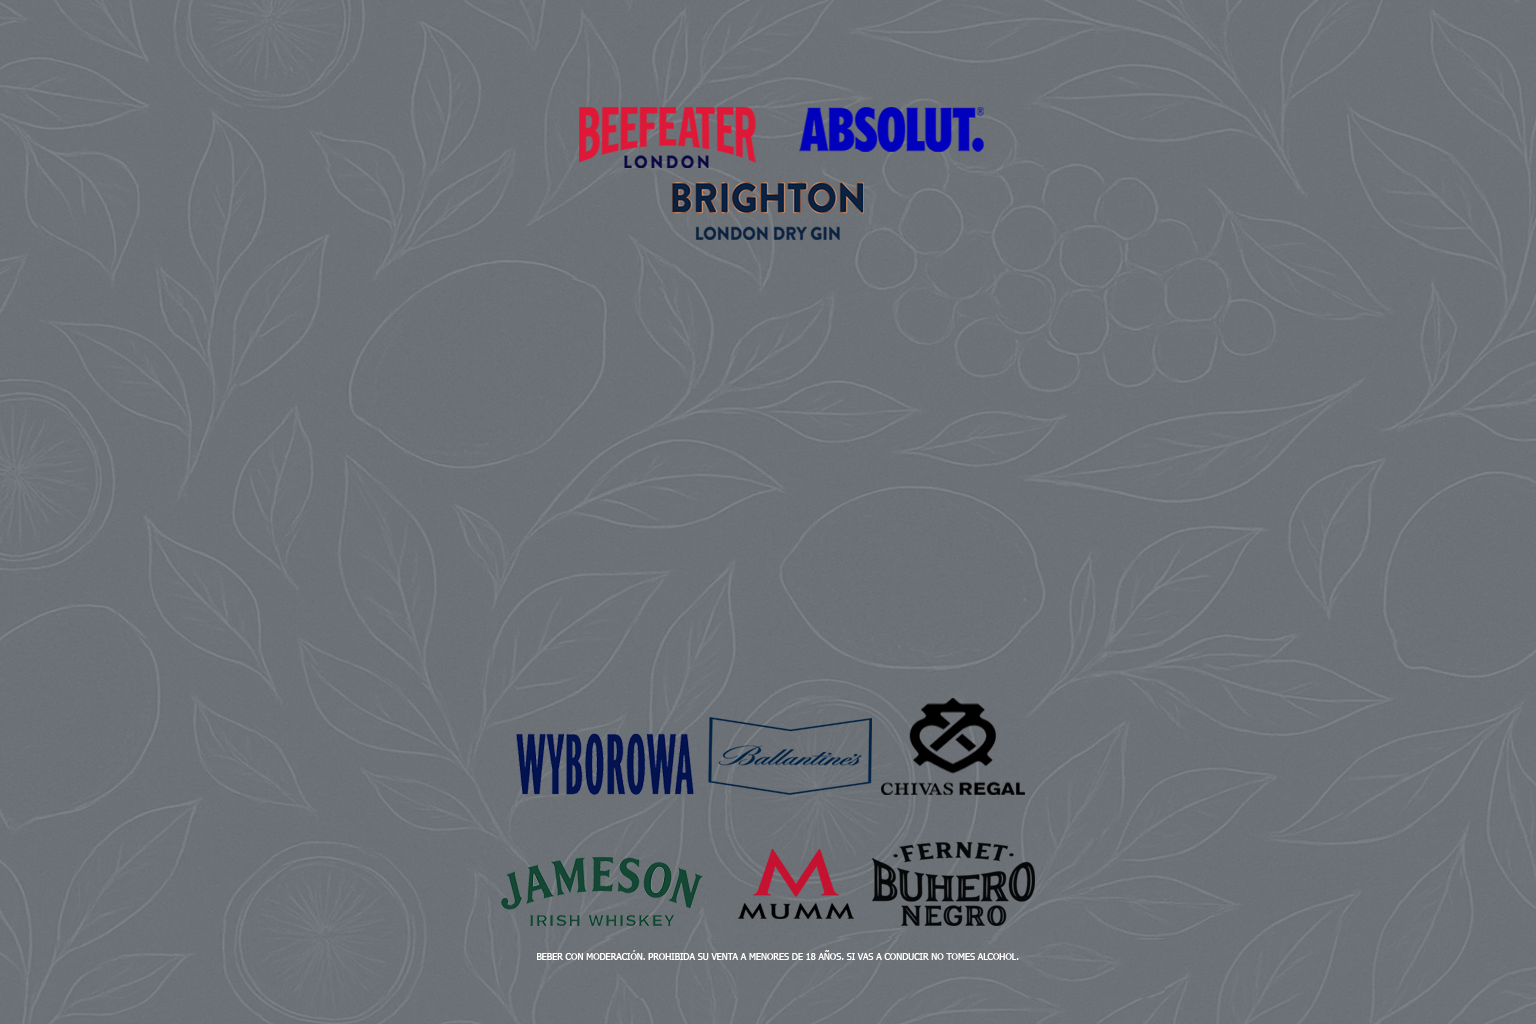 BEEFEATER
LONDON
ABSOLUT.®
BRIGHTON
LONDON DRY GIN
WYBOROWA
Ballantine's
CHIVAS REGAL
JAMESON
IRISH WHISKEY
M
MUMM
· FERNET ·
BUHERO
NEGRO
BEBER CON MODERACIÓN. PROHIBIDA SU VENTA A MENORES DE 18 AÑOS. SI VAS A CONDUCIR NO TOMES ALCOHOL.